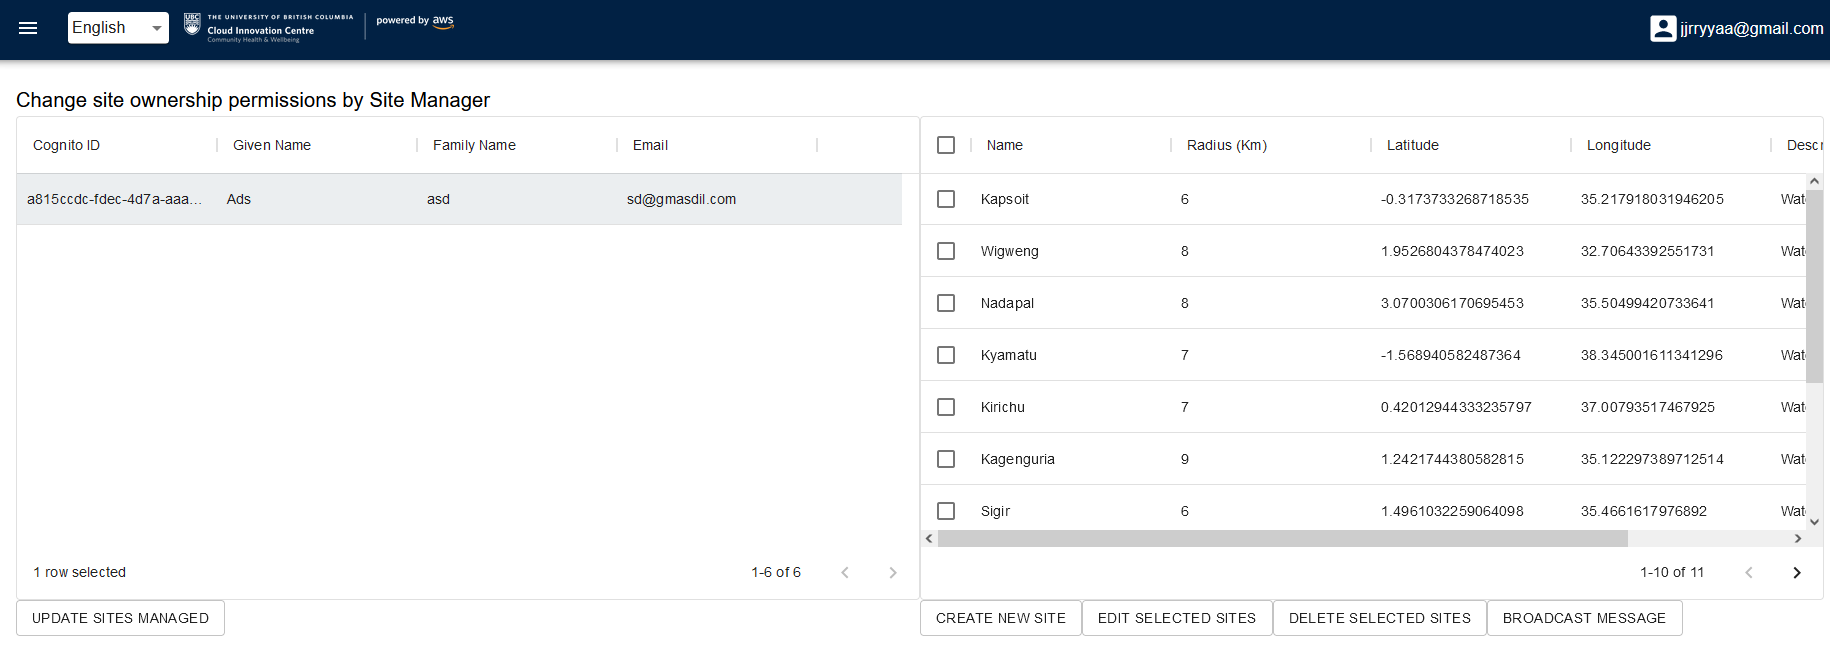 English
UBC
THE UNIVERSITY OF BRITISH COLUMBIA
Cloud Innovation Centre
Community Health & Wellbeing
powered by aws
jjrryyaa@gmail.com
Change site ownership permissions by Site Manager
Cognito ID Given Name Family Name Email
a815ccdc-fdec-4d7a-aaa... Ads asd sd@gmasdil.com
1 row selected 1-6 of 6
UPDATE SITES MANAGED
Name Radius (Km) Latitude Longitude Descr
Kapsoit 6 -0.3173733268718535 35.217918031946205 Wat
Wigweng 8 1.9526804378474023 32.70643392551731 Wat
Nadapal 8 3.0700306170695453 35.50499420733641 Wat
Kyamatu 7 -1.568940582487364 38.345001611341296 Wat
Kirichu 7 0.42012944333235797 37.00793517467925 Wat
Kagenguria 9 1.2421744380582815 35.122297389712514 Wat
Sigir 6 1.4961032259064098 35.4661617976892 Wat
1-10 of 11
CREATE NEW SITE EDIT SELECTED SITES DELETE SELECTED SITES BROADCAST MESSAGE